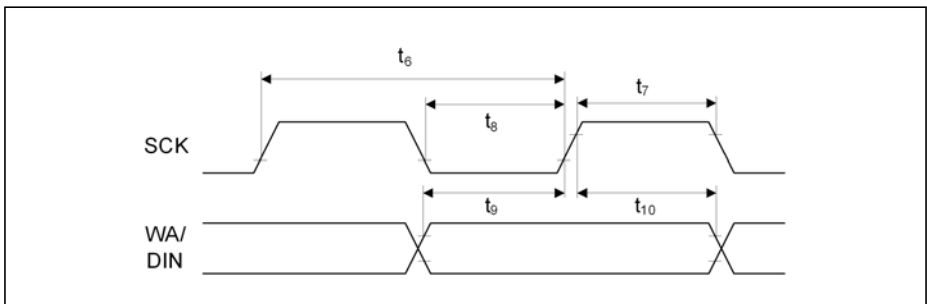 t₆
t₇
t₈
SCK
t₉
t₁₀
WA/
DIN